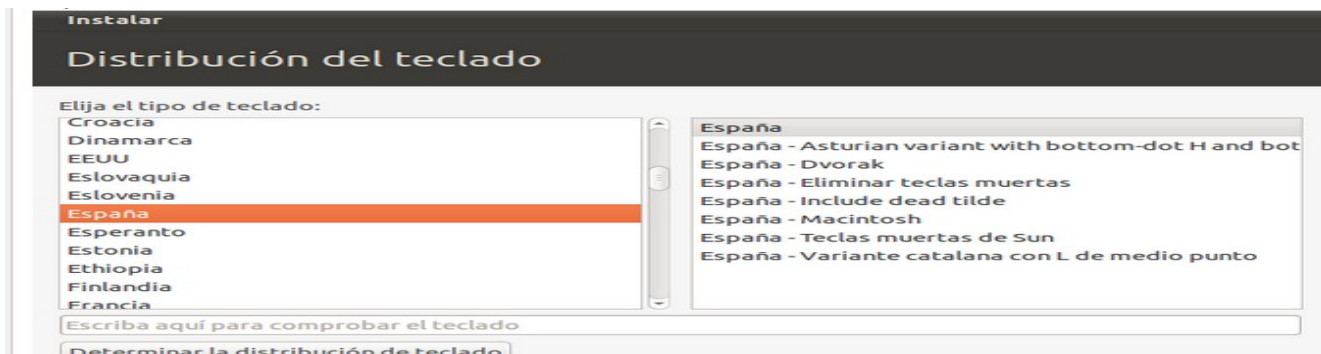 Instalar
Distribución del teclado
Elija el tipo de teclado:
Croacia
Dinamarca
EEUU
Eslovaquia
Eslovenia
España
Esperanto
Estonia
Ethiopia
Finlandia
Francia
España
España - Asturian variant with bottom-dot H and bot
España - Dvorak
España - Eliminar teclas muertas
España - Include dead tilde
España - Macintosh
España - Teclas muertas de Sun
España - Variante catalana con L de medio punto
Escriba aquí para comprobar el teclado
Determinar la distribución de teclado